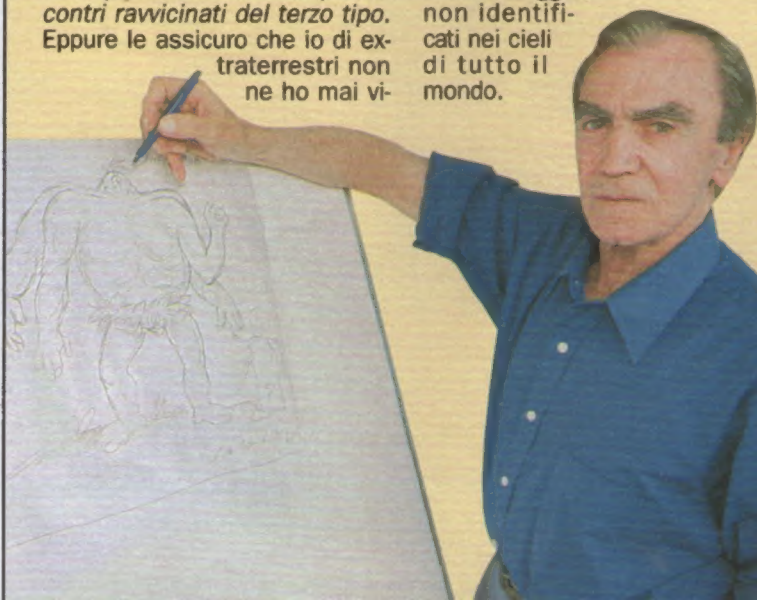 contri ravvicinati del terzo tipo.
Eppure le assicuro che io di ex-
traterrestri non
ne ho mai vi-
non identifi-
cati nei cieli
di tutto il
mondo.